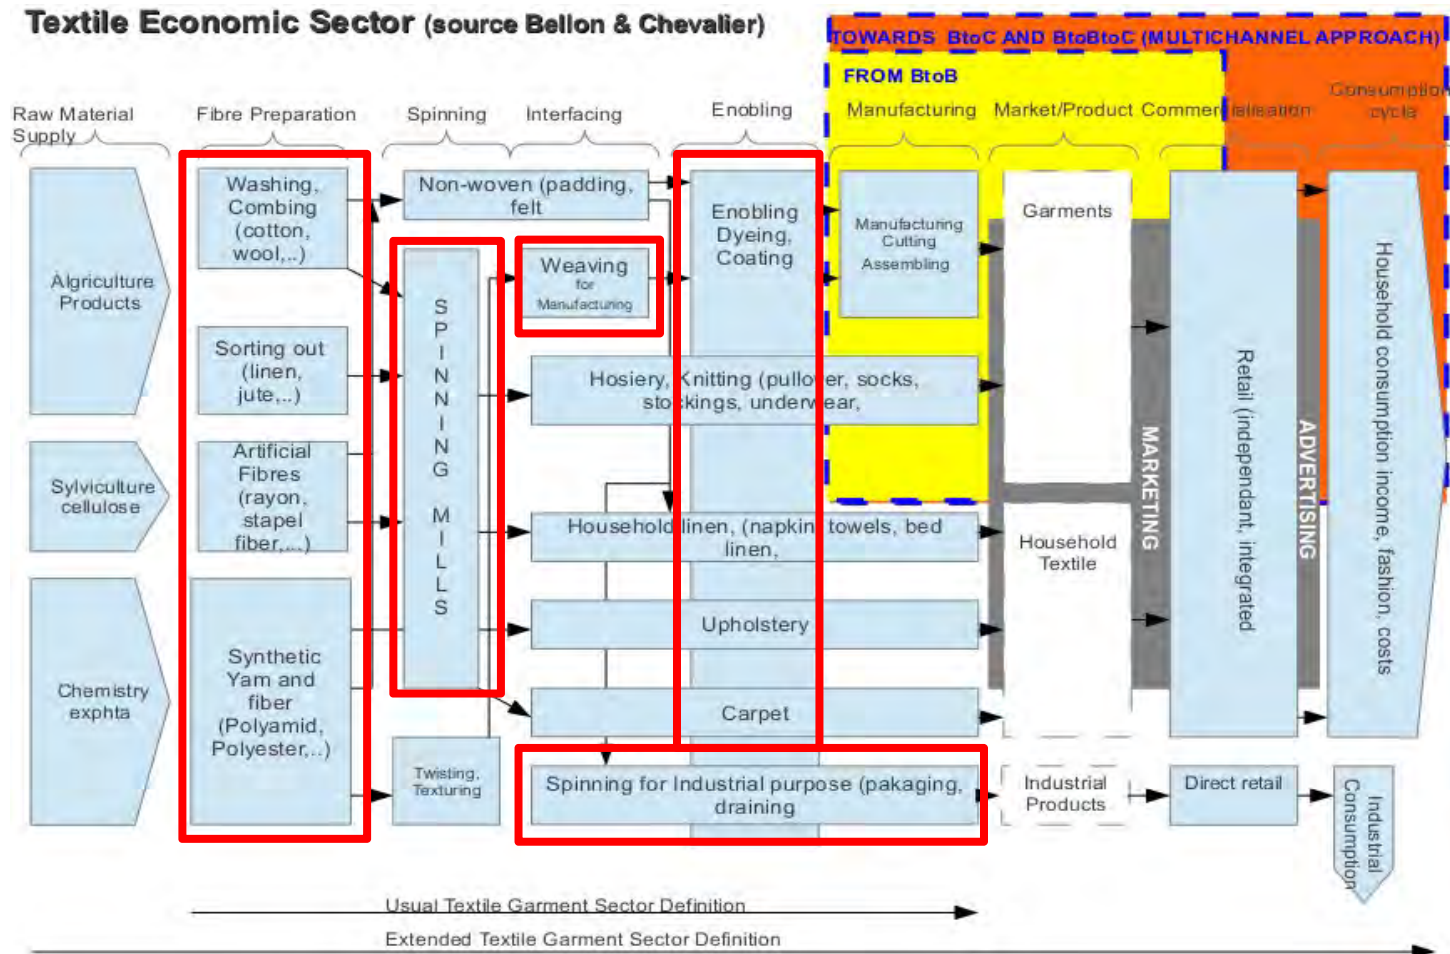 Textile Economic Sector (source Bellon & Chevalier)
TOWARDS BtoC AND BtoBtoC (MULTICHANNEL APPROACH)
FROM BtoB
Raw Material
Supply
Fibre Preparation
Spinning
Interfacing
Enobling
Manufacturing
Market/Product
Commercialisation
Consumption
cycle
Algriculture
Products
Sylviculture
cellulose
Chemistry
exphta
Washing,
Combing
(cotton,
wool,..)
Sorting out
(linen,
jute,..)
Artificial
Fibres
(rayon,
stapel
fiber,...)
Synthetic
Yam and
fiber
(Polyamid,
Polyester,..)
SPINNING MILLS
Twisting,
Texturing
Non-woven (padding,
felt
Weaving
for
Manufacturing
Hosiery, Knitting (pullover, socks,
stockings, underwear,
Household linen, (napkin, towels, bed
linen,
Upholstery
Carpet
Spinning for Industrial purpose (pakaging,
draining
Enobling
Dyeing,
Coating
Manufacturing
Cutting
Assembling
Garments
Household
Textile
Industrial
Products
MARKETING
Retail (independant, integrated
Direct retail
ADVERTISING
Household consumption income, fashion, costs
Industrial
Consumption
Usual Textile Garment Sector Definition
Extended Textile Garment Sector Definition